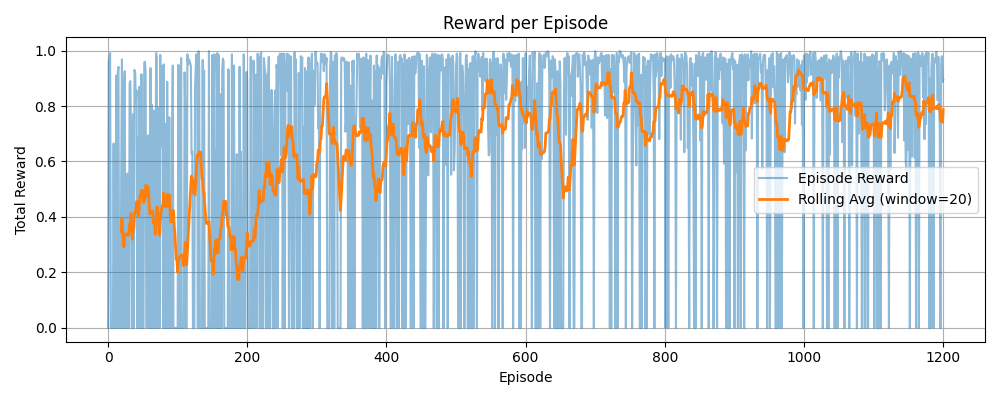 Reward per Episode
Total Reward
1.0
0.8
0.6
0.4
0.2
0.0
Episode Reward
Rolling Avg (window=20)
0
200
400
600
800
1000
1200
Episode